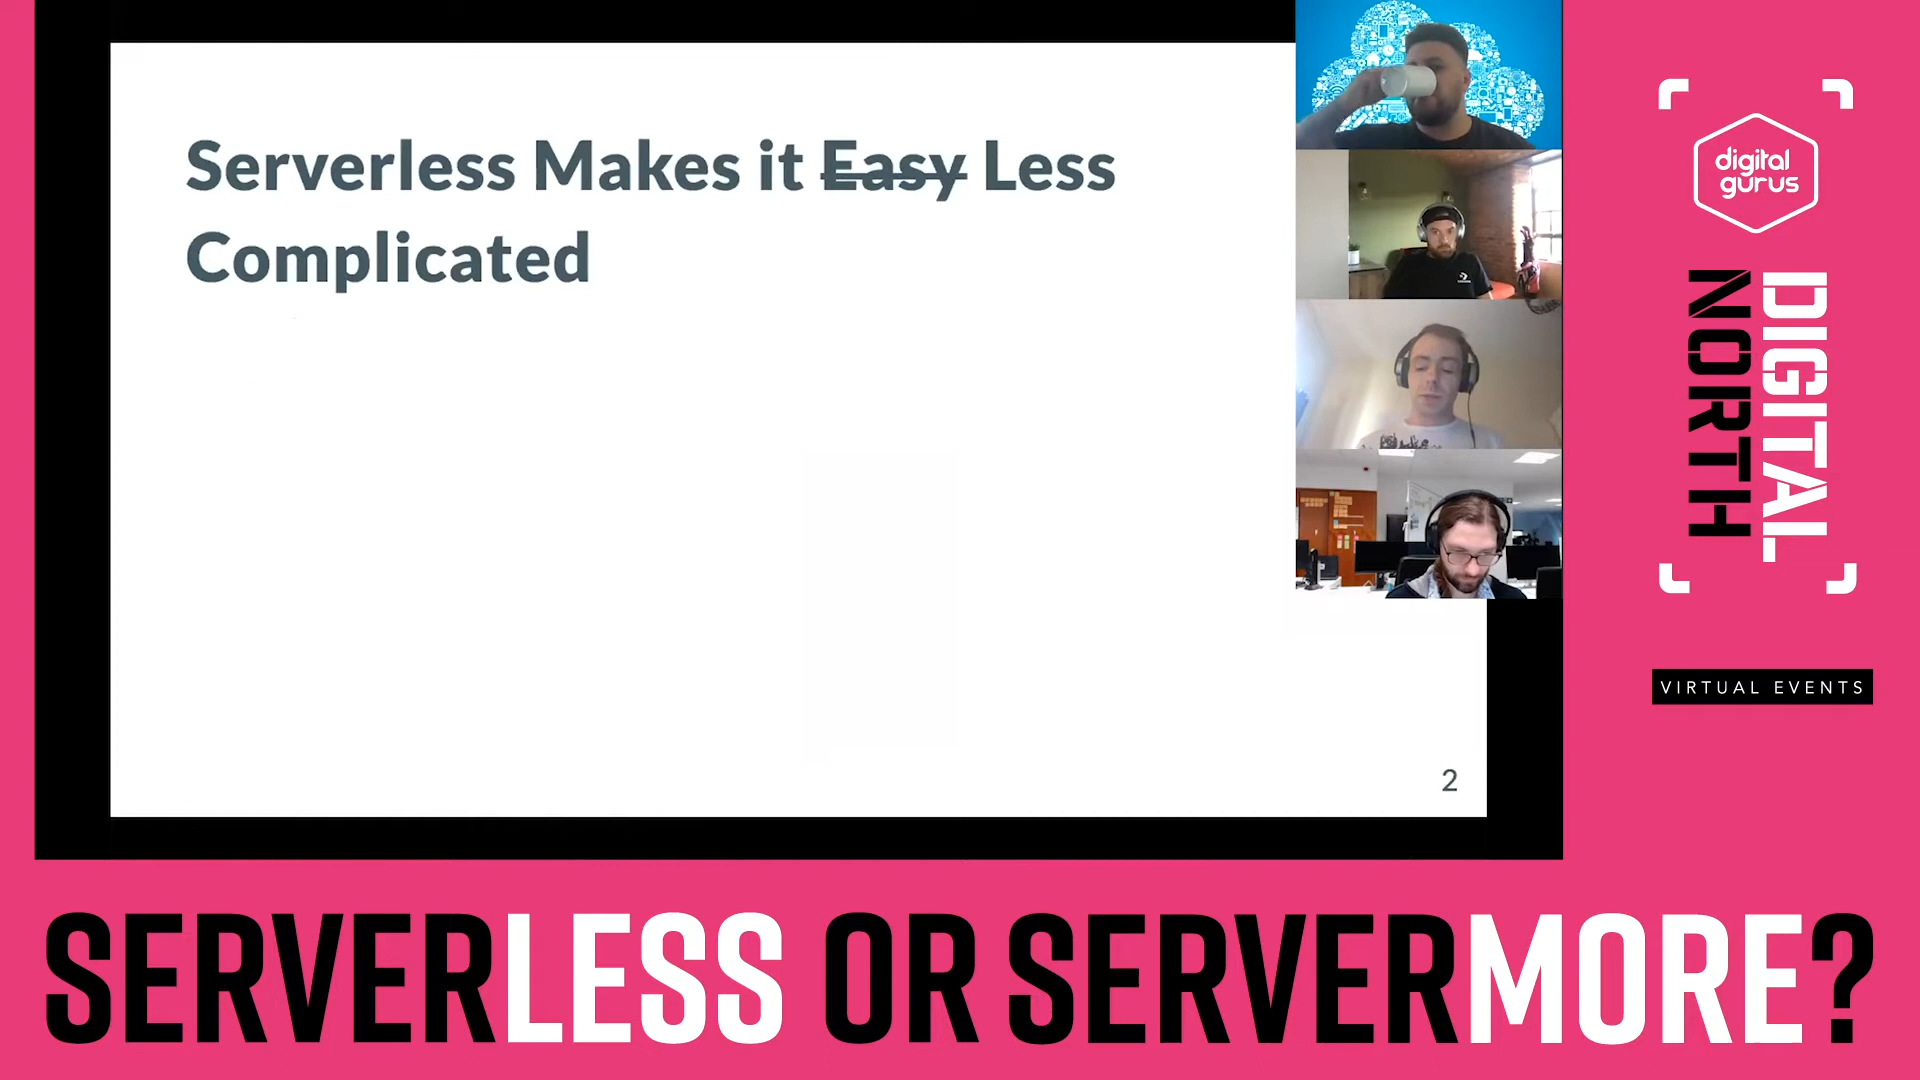 Serverless Makes it Easy Less
Complicated
2
digital
gurus
DIGITAL
NORTH
VIRTUAL EVENTS
SERVERLESS OR SERVERMORE?